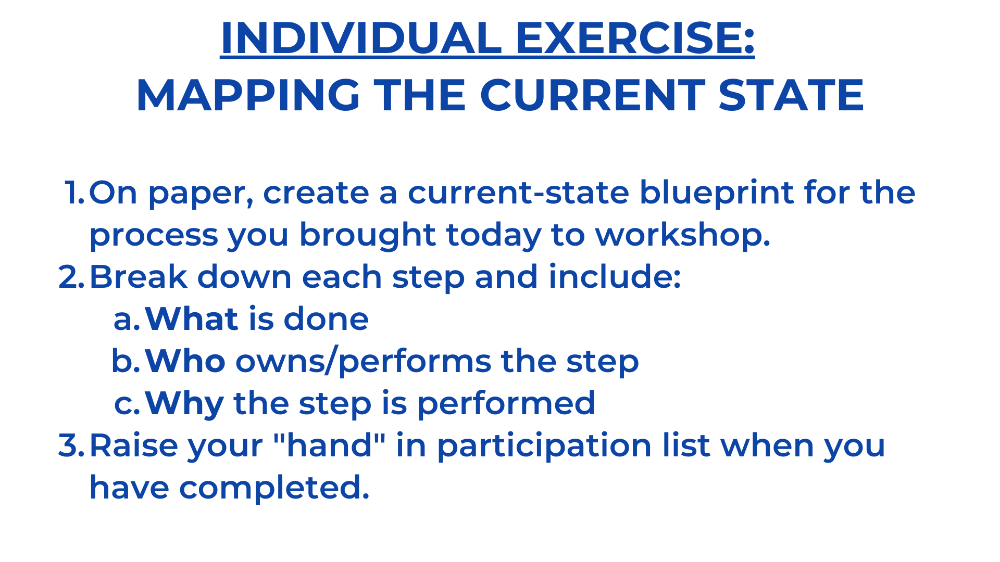 INDIVIDUAL EXERCISE:
MAPPING THE CURRENT STATE
1. On paper, create a current-state blueprint for the
process you brought today to workshop.
2. Break down each step and include:
a. What is done
b. Who owns/performs the step
c. Why the step is performed
3. Raise your "hand" in participation list when you
have completed.